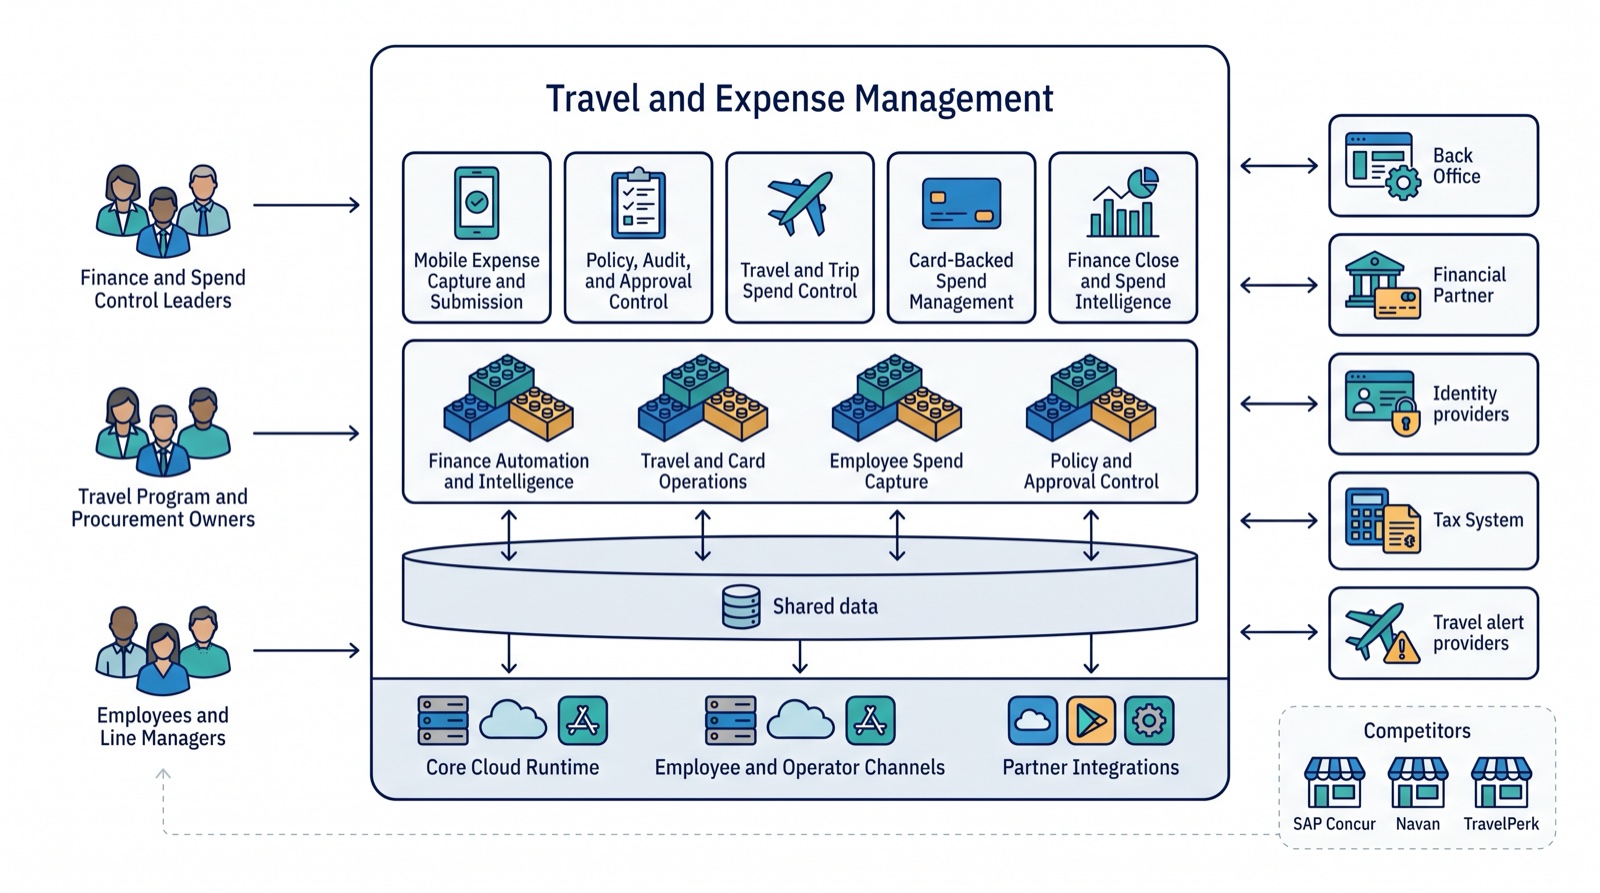 Travel and Expense Management
Finance and Spend
Control Leaders
Travel Program and
Procurement Owners
Employees and
Line Managers
Mobile Expense
Capture and
Submission
Policy, Audit,
and Approval
Control
Travel and Trip
Spend Control
Card-Backed
Spend
Management
Finance Close
and Spend
Intelligence
Finance Automation
and Intelligence
Travel and Card
Operations
Employee Spend
Capture
Policy and
Approval Control
Shared data
Core Cloud Runtime
Employee and Operator Channels
Partner Integrations
Back
Office
Financial
Partner
Identity
providers
Tax System
Travel alert
providers
Competitors
SAP Concur
Navan
TravelPerk